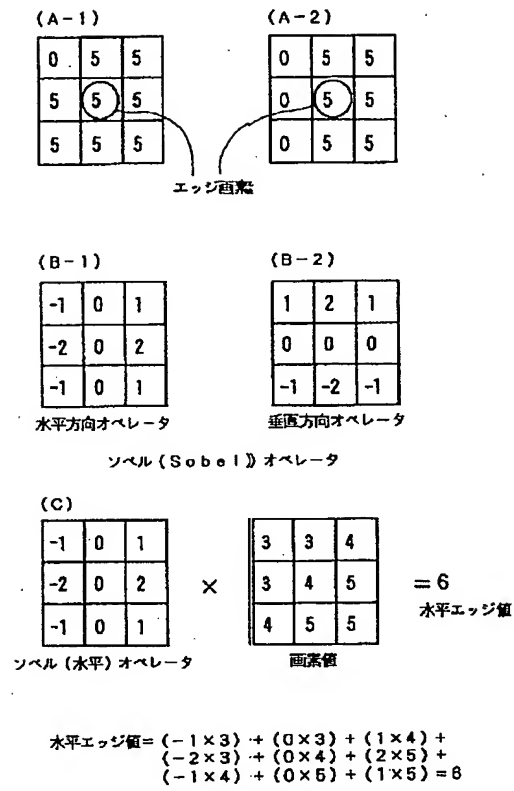 (A-1) (A-2)
0 5 5 0 5 5
5 5 5 0 5 5
5 5 5 0 5 5
エッジ画素
(B-1) (B-2)
-1 0 1 1 2 1
-2 0 2 0 0 0
-1 0 1 -1 -2 -1
水平方向オペレータ 垂直方向オペレータ
ソベル(Sobel))オペレータ
(C)
-1 0 1 3 3 4
-2 0 2 × 3 4 5 =6
-1 0 1 4 5 5
水平エッジ値
ソベル(水平)オペレータ 画素値
水平エッジ値=(-1×3)+(0×3)+(1×4)+
(-2×3)+(0×4)+(2×5)+
(-1×4)+(0×5)+(1×5)=6